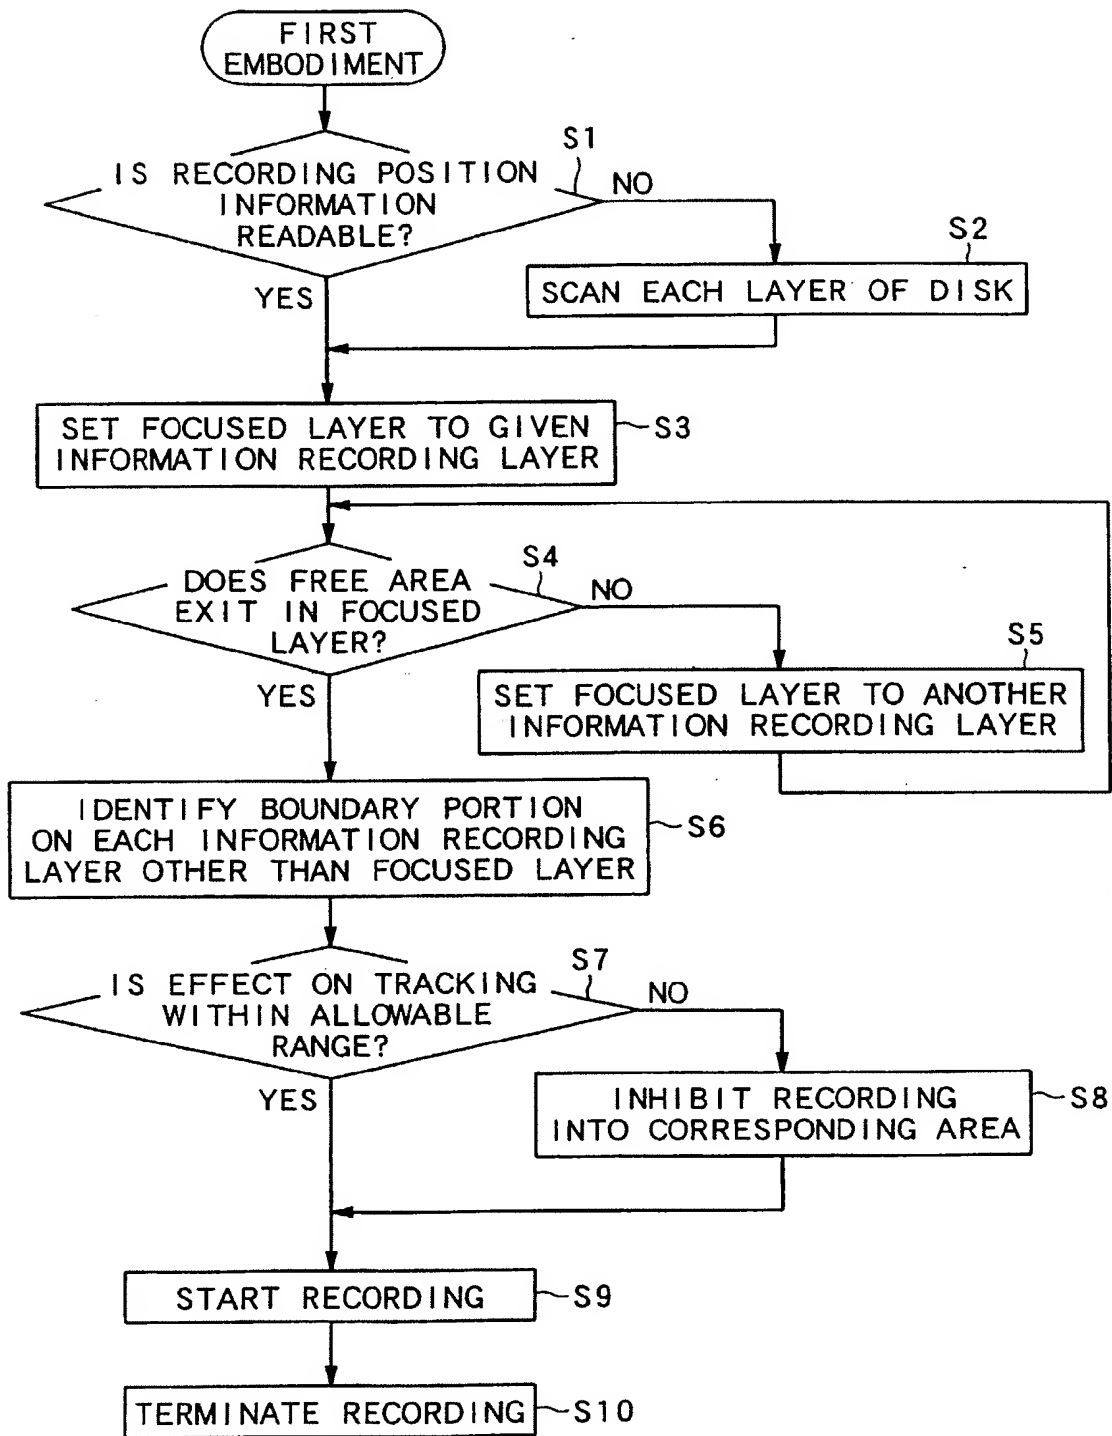 FIRST
EMBODIMENT
IS RECORDING POSITION
INFORMATION
READABLE?
S1
NO
YES
S2
SCAN EACH LAYER OF DISK
SET FOCUSED LAYER TO GIVEN
INFORMATION RECORDING LAYER
S3
DOES FREE AREA
EXIT IN FOCUSED
LAYER?
S4
NO
YES
S5
SET FOCUSED LAYER TO ANOTHER
INFORMATION RECORDING LAYER
IDENTIFY BOUNDARY PORTION
ON EACH INFORMATION RECORDING
LAYER OTHER THAN FOCUSED LAYER
S6
IS EFFECT ON TRACKING
WITHIN ALLOWABLE
RANGE?
S7
NO
YES
INHIBIT RECORDING
INTO CORRESPONDING AREA
S8
START RECORDING
S9
TERMINATE RECORDING
S10